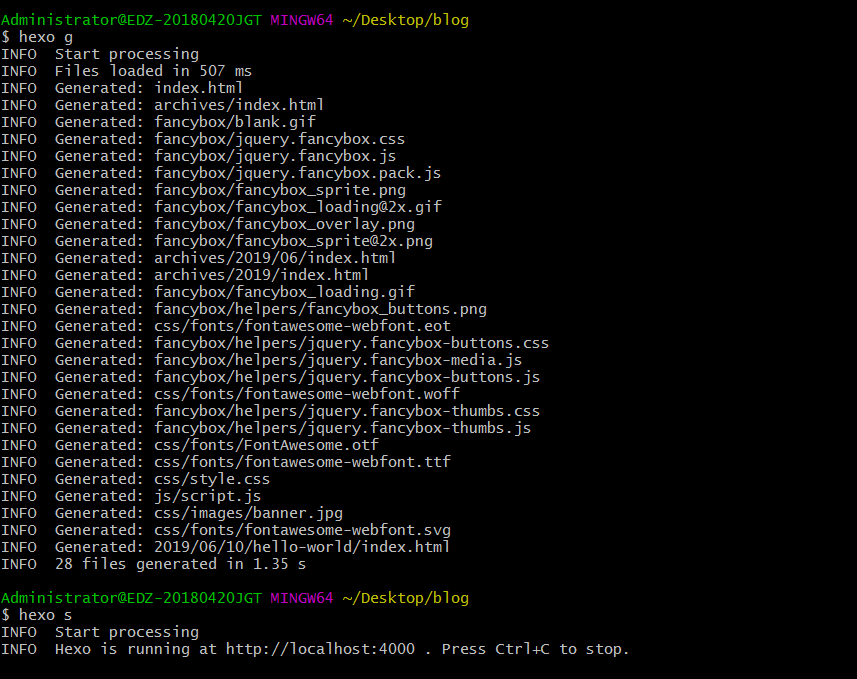 Administrator@EDZ-20180420JGT MINGW64 ~/Desktop/blog
$ hexo g
INFO  Start processing
INFO  Files loaded in 507 ms
INFO  Generated: index.html
INFO  Generated: archives/index.html
INFO  Generated: fancybox/blank.gif
INFO  Generated: fancybox/jquery.fancybox.css
INFO  Generated: fancybox/jquery.fancybox.js
INFO  Generated: fancybox/jquery.fancybox.pack.js
INFO  Generated: fancybox/fancybox_sprite.png
INFO  Generated: fancybox/fancybox_loading@2x.gif
INFO  Generated: fancybox/fancybox_overlay.png
INFO  Generated: fancybox/fancybox_sprite@2x.png
INFO  Generated: archives/2019/06/index.html
INFO  Generated: archives/2019/index.html
INFO  Generated: fancybox/fancybox_loading.gif
INFO  Generated: fancybox/helpers/fancybox_buttons.png
INFO  Generated: css/fonts/fontawesome-webfont.eot
INFO  Generated: fancybox/helpers/jquery.fancybox-buttons.css
INFO  Generated: fancybox/helpers/jquery.fancybox-media.js
INFO  Generated: fancybox/helpers/jquery.fancybox-buttons.js
INFO  Generated: css/fonts/fontawesome-webfont.woff
INFO  Generated: fancybox/helpers/jquery.fancybox-thumbs.css
INFO  Generated: fancybox/helpers/jquery.fancybox-thumbs.js
INFO  Generated: css/fonts/FontAwesome.otf
INFO  Generated: css/fonts/fontawesome-webfont.ttf
INFO  Generated: css/style.css
INFO  Generated: js/script.js
INFO  Generated: css/images/banner.jpg
INFO  Generated: css/fonts/fontawesome-webfont.svg
INFO  Generated: 2019/06/10/hello-world/index.html
INFO  28 files generated in 1.35 s
Administrator@EDZ-20180420JGT MINGW64 ~/Desktop/blog
$ hexo s
INFO  Start processing
INFO  Hexo is running at http://localhost:4000 . Press Ctrl+C to stop.